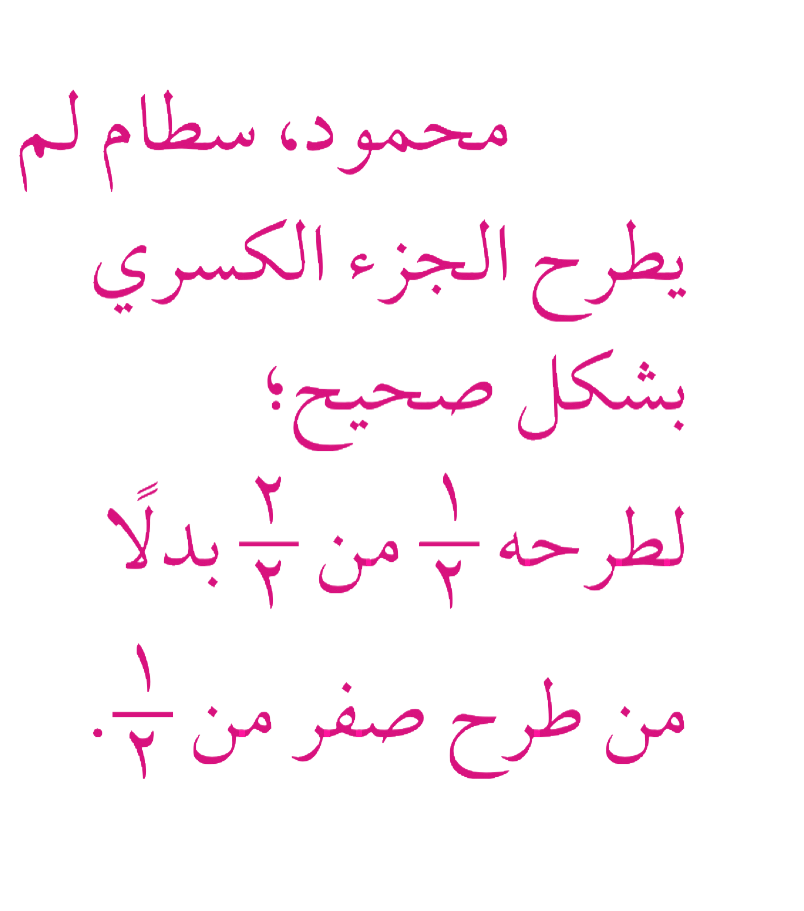 محمود، سطام لم
يطرح الجزء الكسري
بشكل صحيح؛
لطرحه ١/٢ من ٢/٢ بدلًا
من طرح صفر من ١/٢.